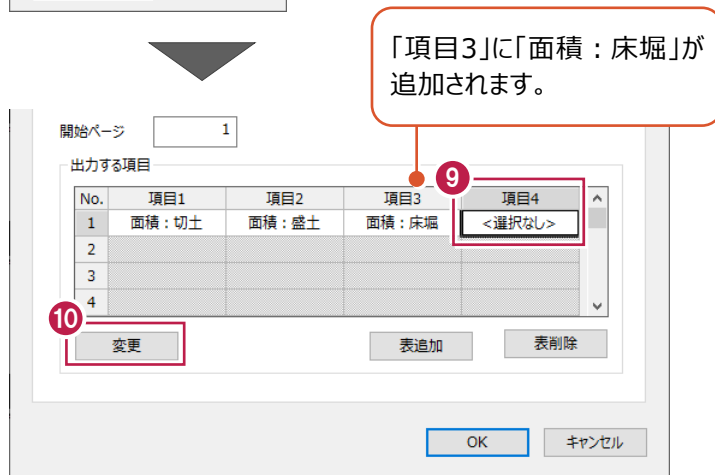 「項目3」に「面積：床堀」が
追加されます。
開始ページ 1
出力する項目
9
No. 項目1 項目2 項目3 項目4
1 面積：切土 面積：盛土 面積：床堀 <選択なし>
2
3
4
10
変更 表追加 表削除
OK キャンセル